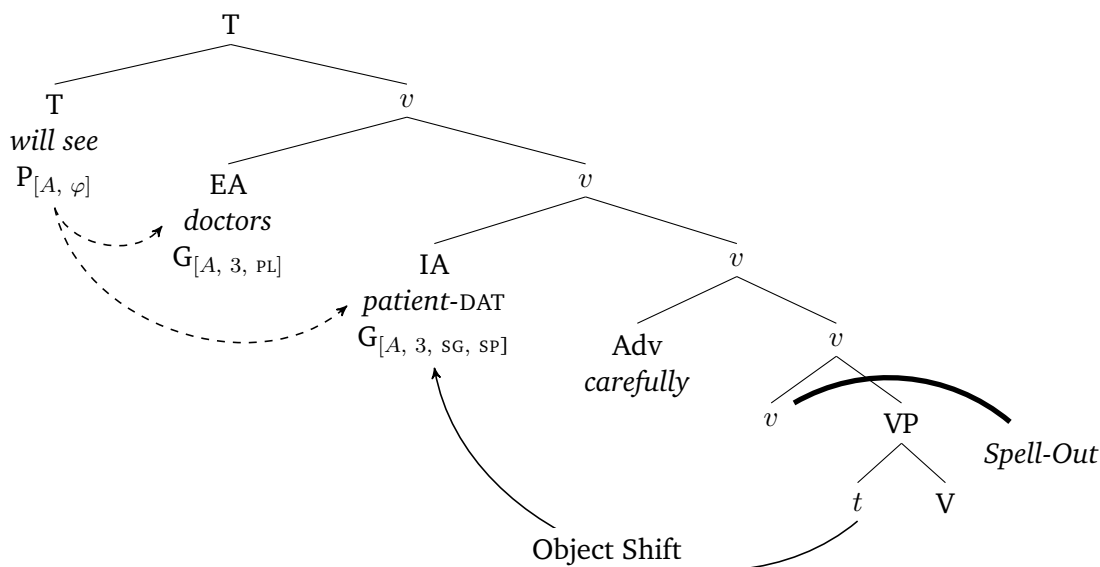 T
T
v
will see
P[A, φ]
EA
v
doctors
G[A, 3, PL]
IA
v
patient-DAT
G[A, 3, SG, SP]
Adv
v
carefully
v
VP
Spell-Out
t
V
Object Shift